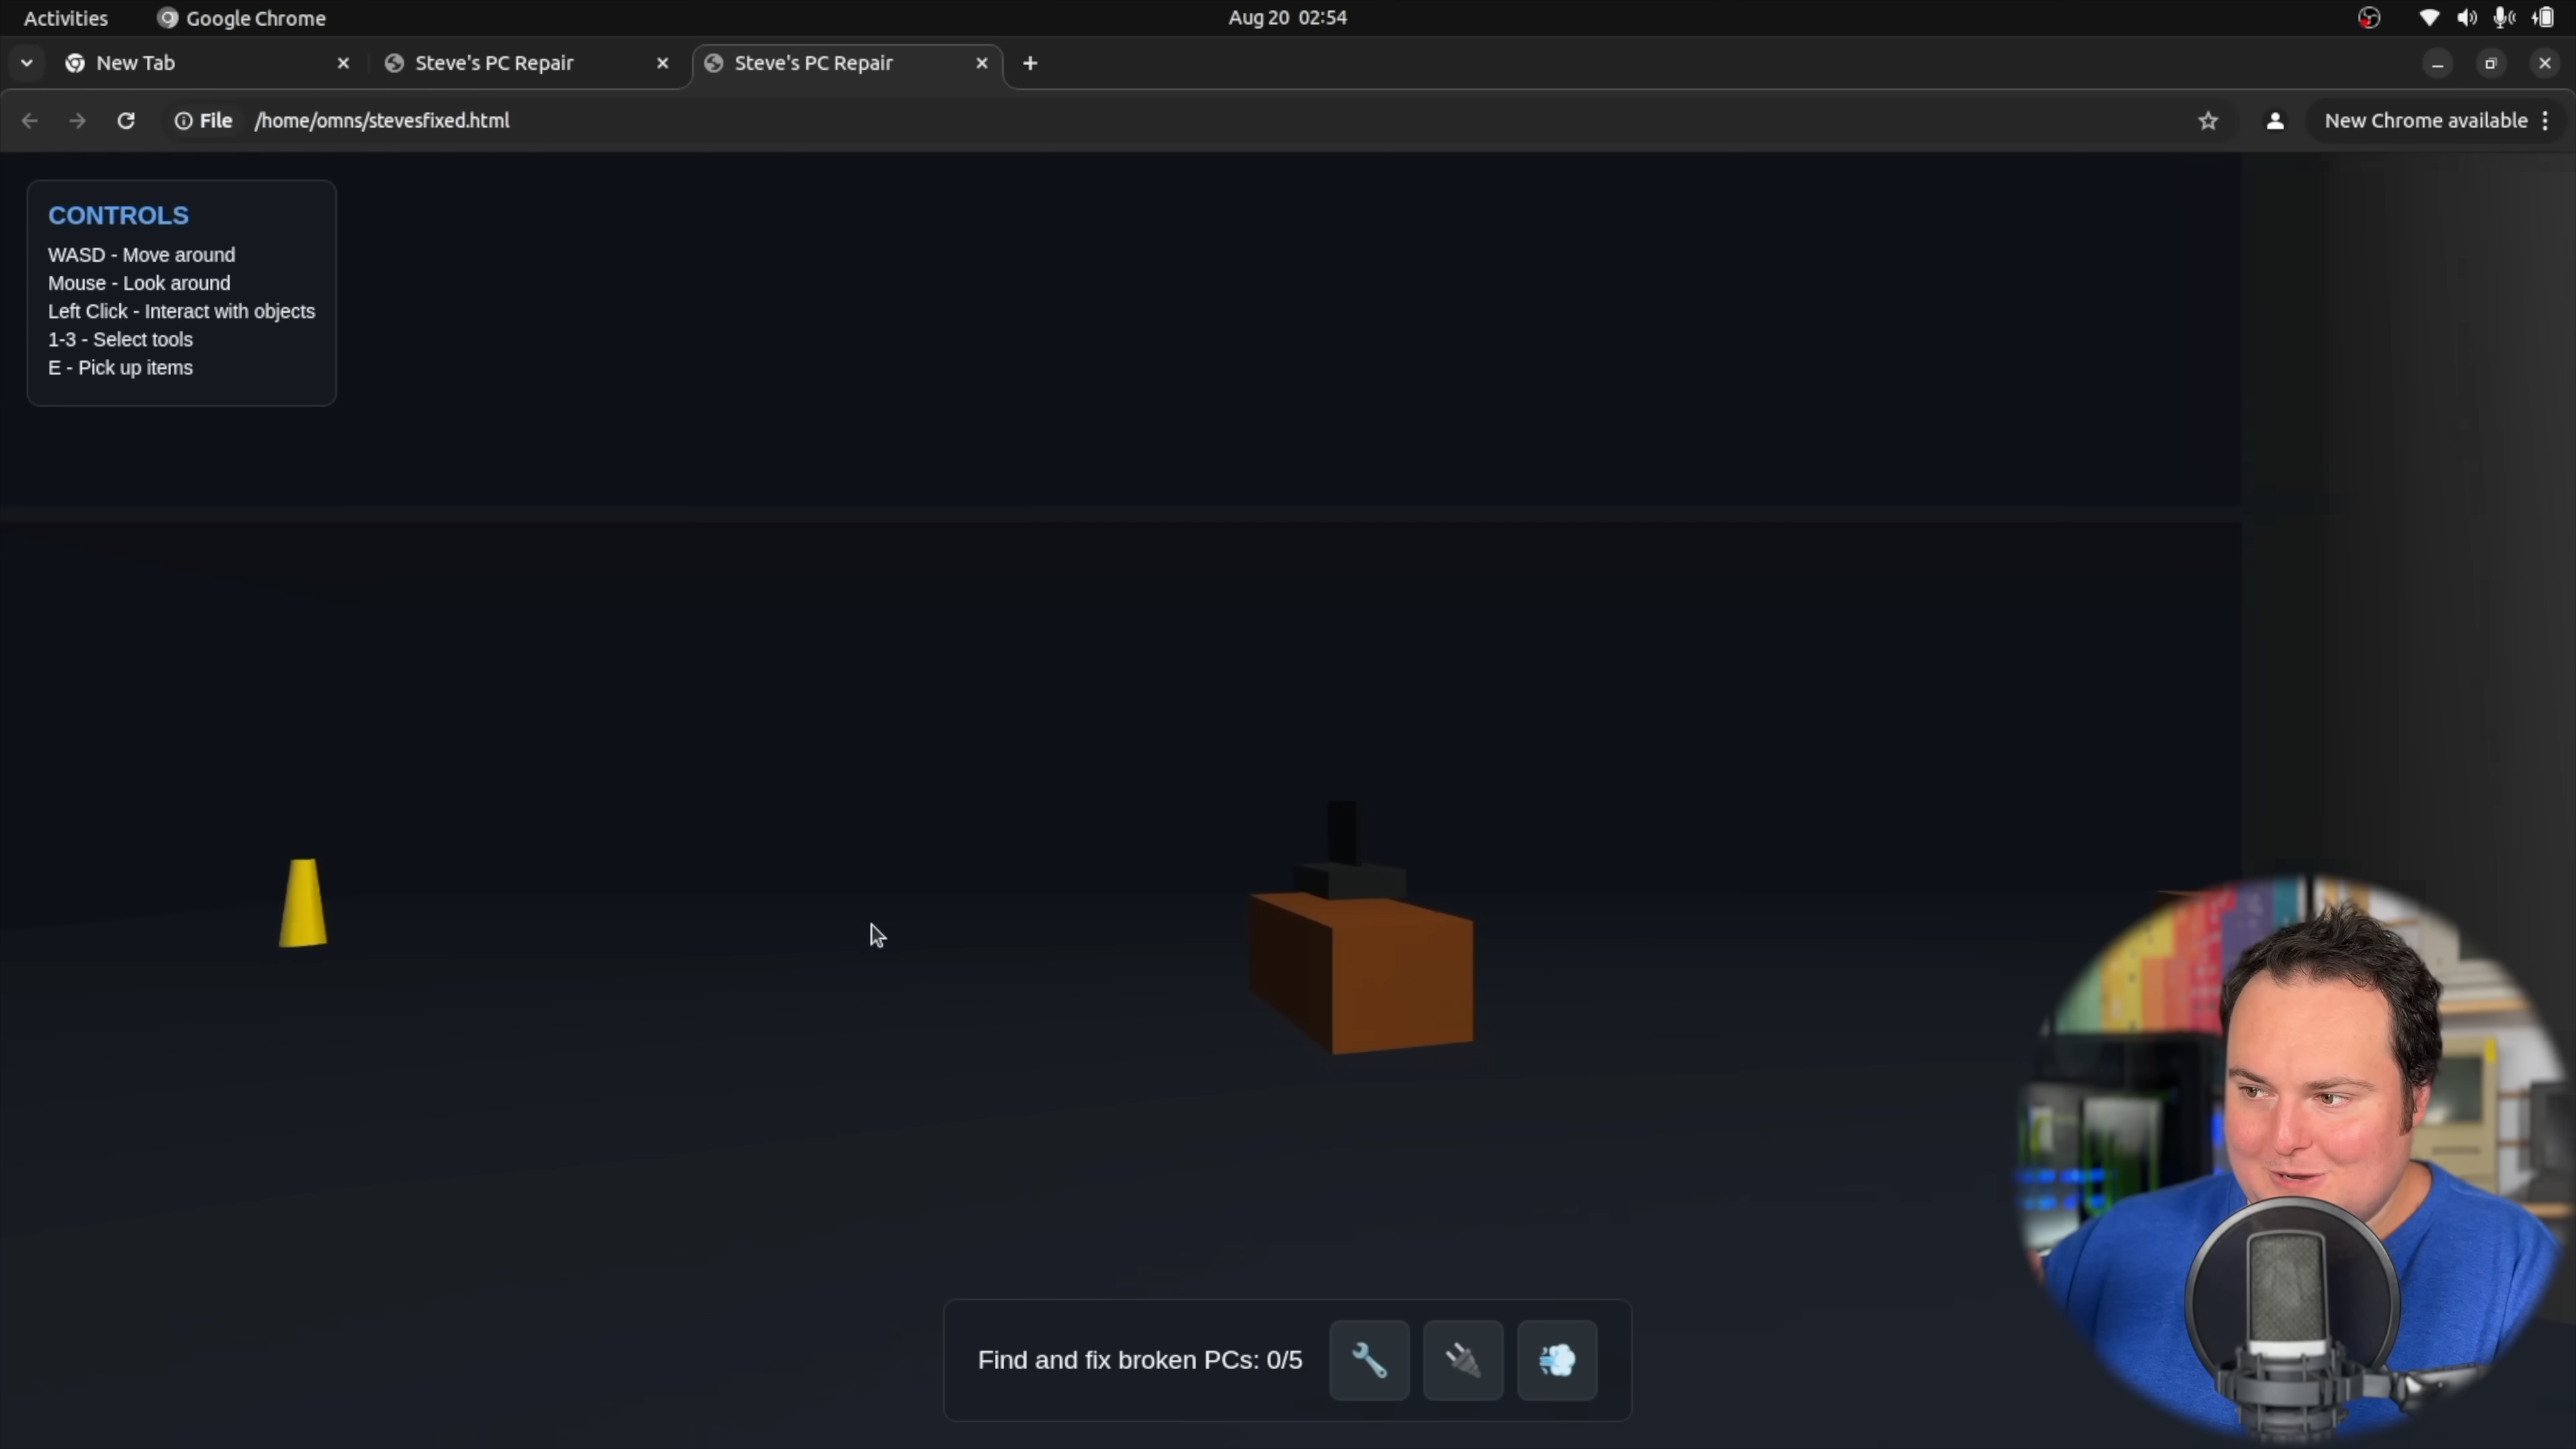 Activities
Google Chrome
Aug 20 02:54
New Tab
Steve's PC Repair
Steve's PC Repair
File
/home/omns/stevesfixed.html
New Chrome available
CONTROLS
WASD - Move around
Mouse - Look around
Left Click - Interact with objects
1-3 - Select tools
E - Pick up items
Find and fix broken PCs: 0/5